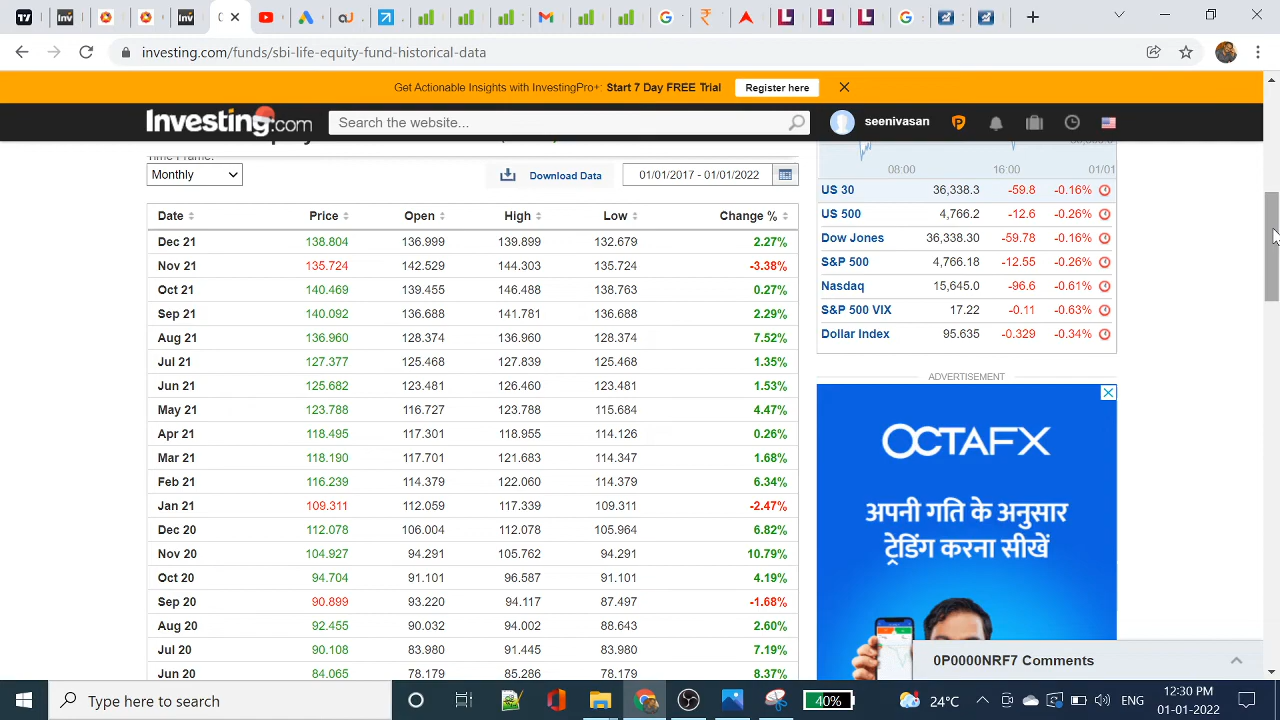 investing.com/funds/sbi-life-equity-fund-historical-data
Get Actionable Insights with InvestingPro+: Start 7 Day FREE Trial Register here
Investing.com Search the website... seenivasan
Time Frame:
Monthly Download Data 01/01/2017 - 01/01/2022
Date Price Open High Low Change %
Dec 21 138.804 136.999 139.899 132.679 2.27%
Nov 21 135.724 142.529 144.303 135.724 -3.38%
Oct 21 140.469 139.455 146.488 138.763 0.27%
Sep 21 140.092 136.688 141.781 136.688 2.29%
Aug 21 136.960 128.374 136.960 128.374 7.52%
Jul 21 127.377 125.468 127.839 125.468 1.35%
Jun 21 125.682 123.481 126.460 123.481 1.53%
May 21 123.788 116.727 123.788 115.684 4.47%
Apr 21 118.495 117.301 118.955 114.126 0.26%
Mar 21 118.190 117.701 121.683 114.347 1.68%
Feb 21 116.239 114.379 122.060 114.379 6.34%
Jan 21 109.311 112.059 117.339 109.311 -2.47%
Dec 20 112.078 106.004 112.078 105.964 6.82%
Nov 20 104.927 94.291 105.762 94.291 10.79%
Oct 20 94.704 91.101 96.587 91.101 4.19%
Sep 20 90.899 93.220 94.117 87.497 -1.68%
Aug 20 92.455 90.032 94.002 88.643 2.60%
Jul 20 90.108 83.980 91.445 83.980 7.19%
Jun 20 84.065 78.179 85.286 78.179 8.37%
08:00 16:00 01/01
US 30 36,338.3 -59.8 -0.16%
US 500 4,766.2 -12.6 -0.26%
Dow Jones 36,338.30 -59.78 -0.16%
S&P 500 4,766.18 -12.55 -0.26%
Nasdaq 15,645.0 -96.6 -0.61%
S&P 500 VIX 17.22 -0.11 -0.63%
Dollar Index 95.635 -0.329 -0.34%
ADVERTISEMENT
OCTAFX
अपनी गति के अनुसार
ट्रेडिंग करना सीखें
0P0000NRF7 Comments
Type here to search
40%
24°C
ENG
12:30 PM
01-01-2022